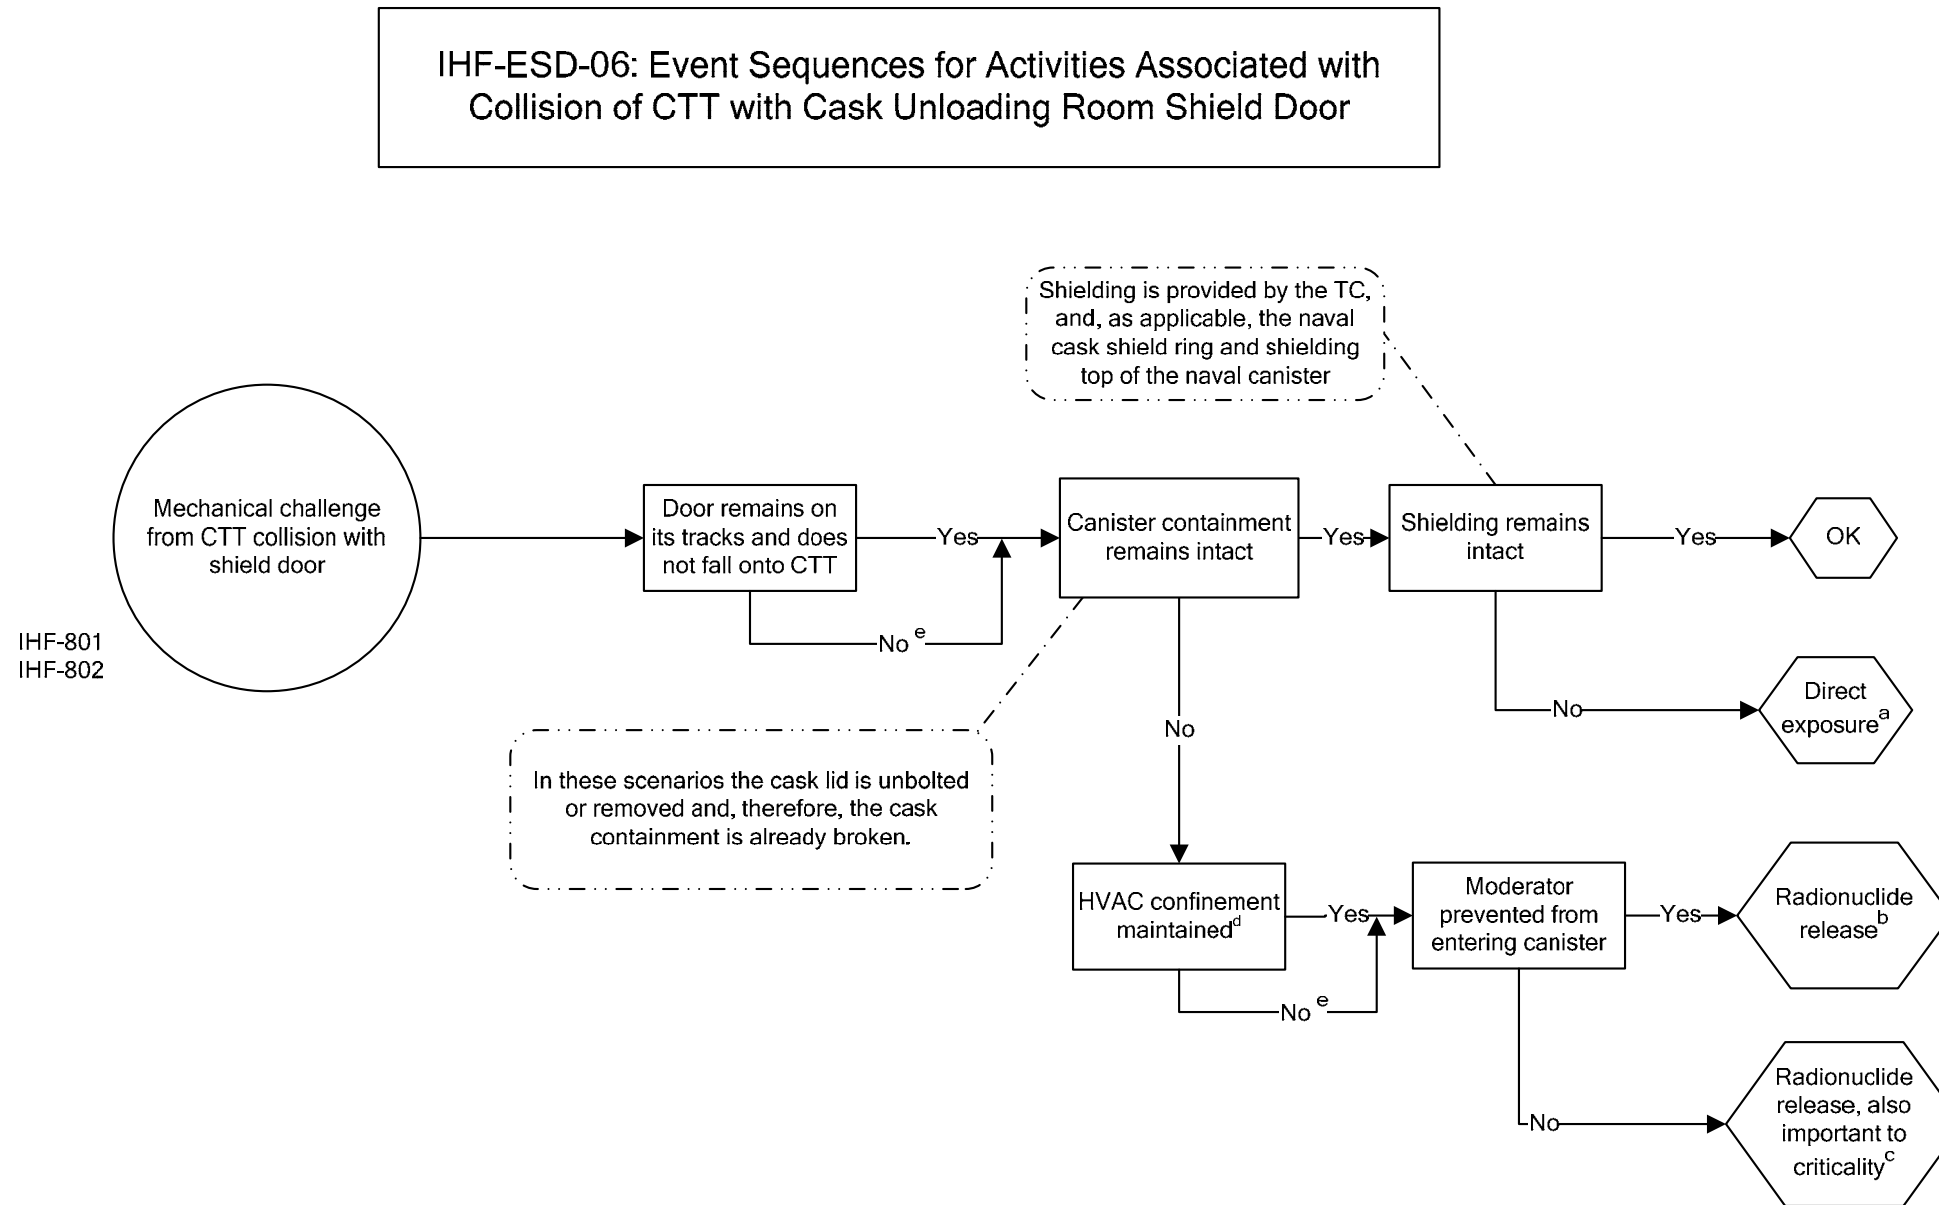 IHF-ESD-06: Event Sequences for Activities Associated with
Collision of CTT with Cask Unloading Room Shield Door
Shielding is provided by the TC,
and, as applicable, the naval
cask shield ring and shielding
top of the naval canister
Mechanical challenge
from CTT collision with
shield door
IHF-801
IHF-802
Door remains on
its tracks and does
not fall onto CTT
Yes
No e
Canister containment
remains intact
Yes
No
Shielding remains
intact
Yes
OK
No
Direct
exposure a
In these scenarios the cask lid is unbolted
or removed and, therefore, the cask
containment is already broken.
HVAC confinement
maintained d
Yes
No e
Moderator
prevented from
entering canister
Yes
Radionuclide
release b
No
Radionuclide
release, also
important to
criticality c